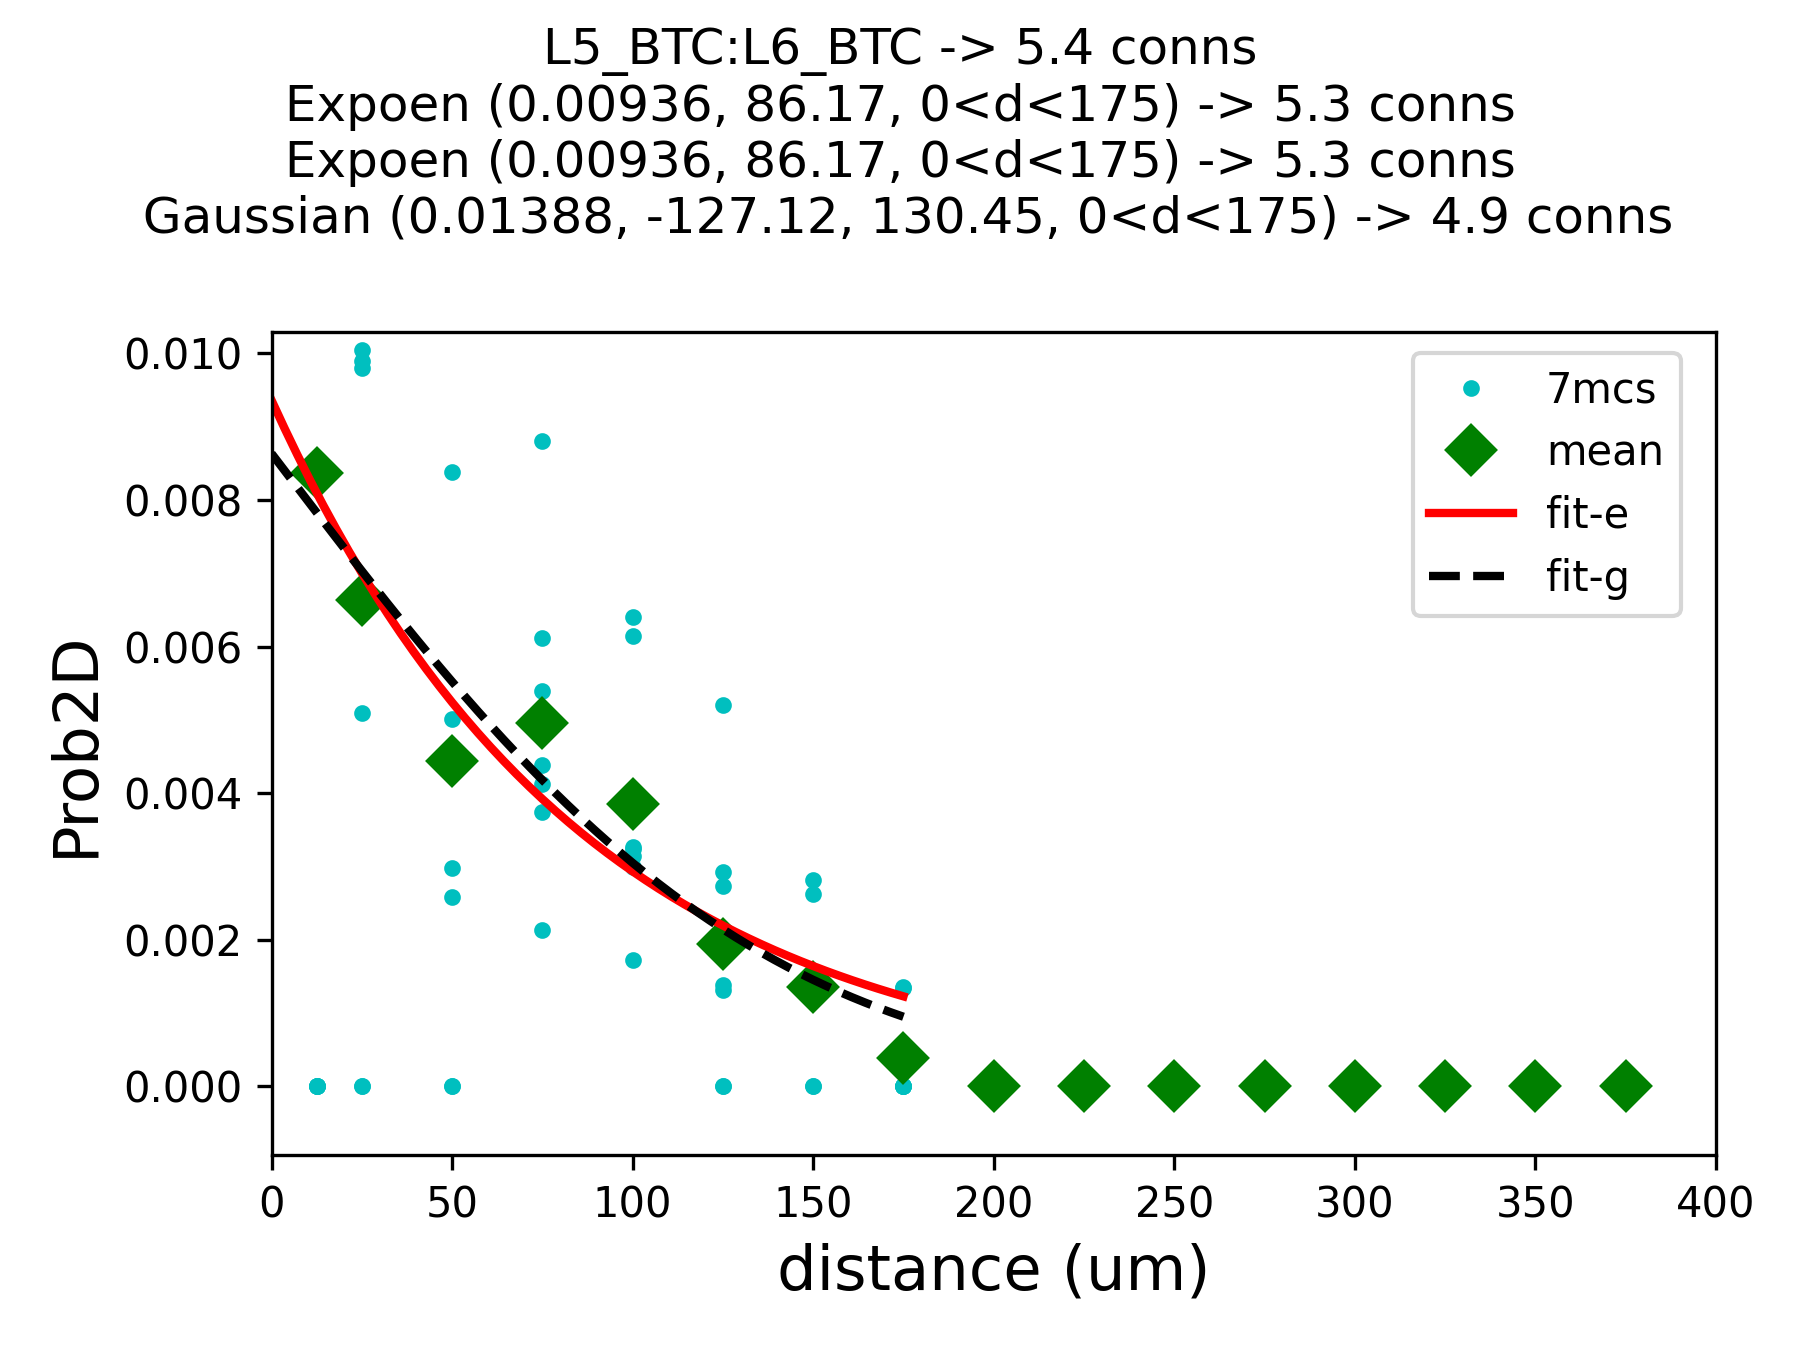 L5_BTC:L6_BTC -> 5.4 conns
Expoen (0.00936, 86.17, 0<d<175) -> 5.3 conns
Expoen (0.00936, 86.17, 0<d<175) -> 5.3 conns
Gaussian (0.01388, -127.12, 130.45, 0<d<175) -> 4.9 conns
0.010
0.008
0.006
0.004
0.002
0.000
Prob2D
7mcs
mean
fit-e
fit-g
0 50 100 150 200 250 300 350 400
distance (um)